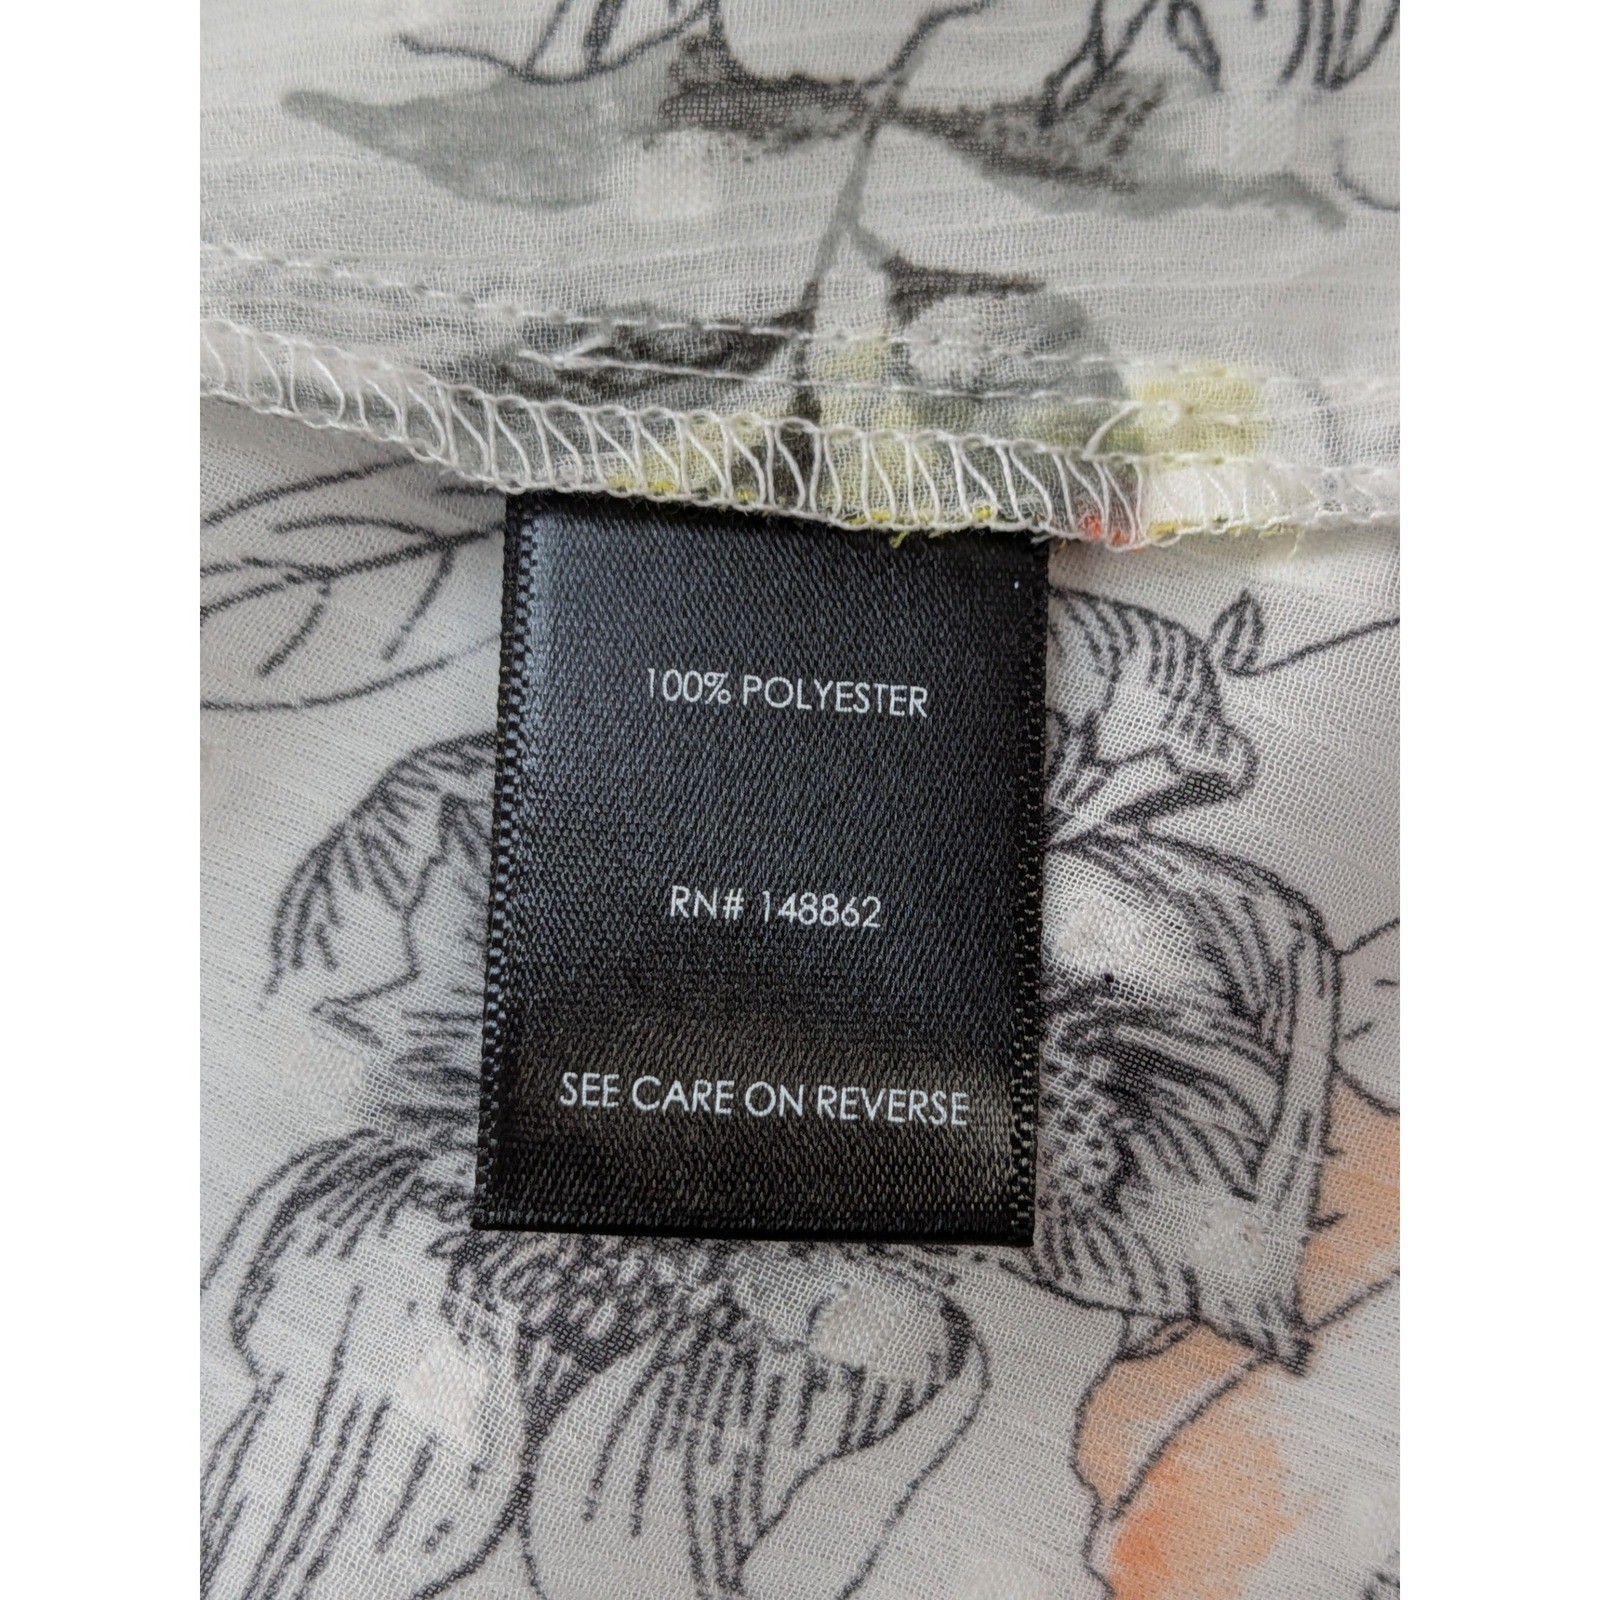 100% POLYESTER
RN# 148862
SEE CARE ON REVERSE